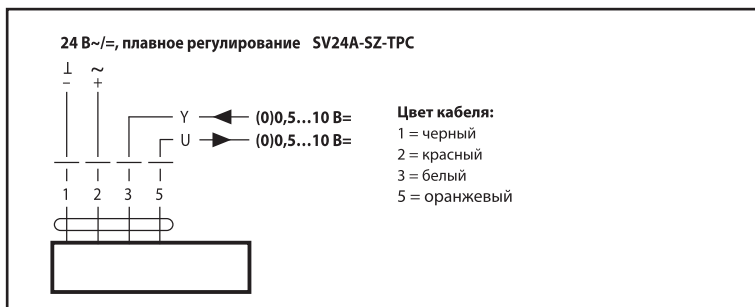 24 В~/=, плавное регулирование SV24A-SZ-TPC
⊥ ~
– +
Y (0)0,5...10 В=
U (0)0,5...10 В=
1 2 3 5
Цвет кабеля:
1 = черный
2 = красный
3 = белый
5 = оранжевый